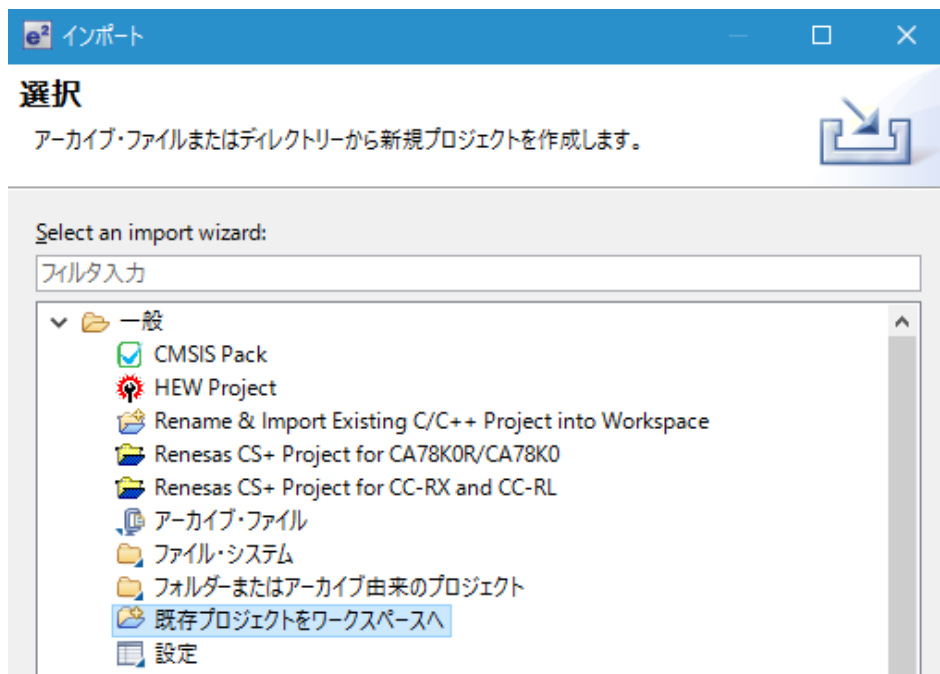 e² インポート
選択
アーカイブ・ファイルまたはディレクトリーから新規プロジェクトを作成します。
Select an import wizard:
フィルタ入力
一般
CMSIS Pack
HEW Project
Rename & Import Existing C/C++ Project into Workspace
Renesas CS+ Project for CA78K0R/CA78K0
Renesas CS+ Project for CC-RX and CC-RL
アーカイブ・ファイル
ファイル・システム
フォルダーまたはアーカイブ由来のプロジェクト
既存プロジェクトをワークスペースへ
設定